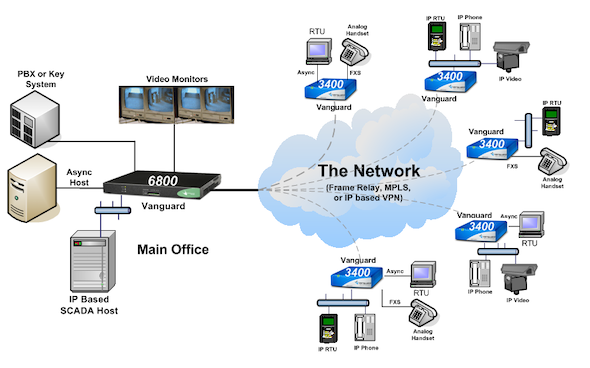 PBX or Key
System
Video Monitors
Async
Host
6800
Vanguard
Main Office
IP Based
SCADA Host
The Network
(Frame Relay, MPLS,
or IP based VPN)
RTU
Analog
Handset
Async
FXS
3400
Vanguard
IP RTU
IP Phone
IP Video
3400
Vanguard
IP RTU
Vanguard
3400
FXS
Analog
Handset
Vanguard
Async
3400
RTU
IP Phone
IP Video
Vanguard
3400
Async
RTU
FXS
Analog
Handset
IP RTU
IP Phone